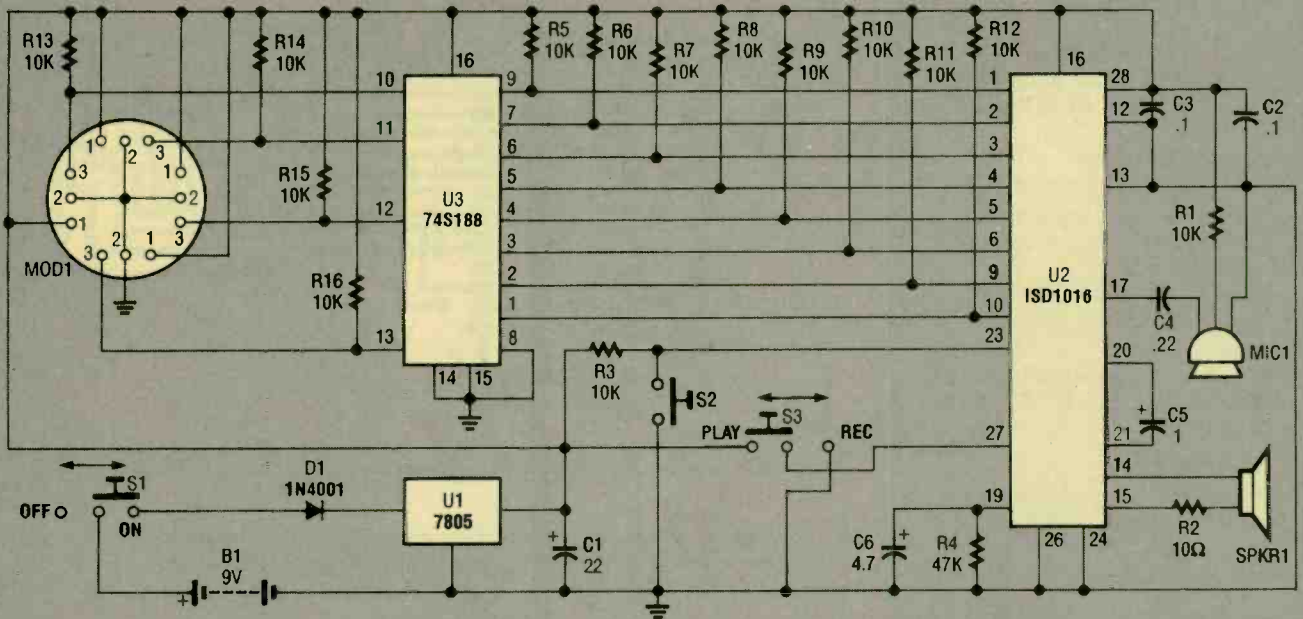 R13
10K
R14
10K
R15
10K
R16
10K
R5
10K
R6
10K
R7
10K
R8
10K
R9
10K
R10
10K
R11
10K
R12
10K
1
2
3
3
1
2
2
1
3
3
2
1
MOD1
10
11
12
13
16
U3
74S188
14
15
9
7
6
5
4
3
2
1
8
1
2
3
4
5
6
9
10
23
27
19
16
U2
ISD1016
26
24
28
12
13
17
20
21
14
15
C3
.1
C2
.1
R1
10K
C4
.22
MIC1
+
C5
1
R2
10Ω
SPKR1
R3
10K
S2
PLAY
S3
REC
OFF
S1
ON
D1
1N4001
U1
7805
B1
9V
+
+
C1
22
C6
4.7
+
R4
47K